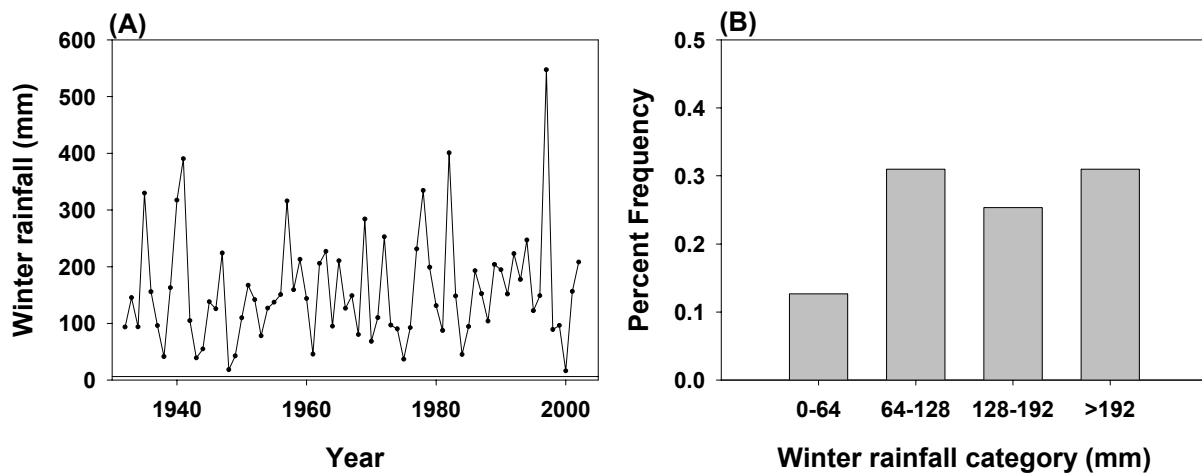 (A)
600
500
400
300
200
100
0
Winter rainfall (mm)
1940 1960 1980 2000
Year
(B)
0.5
0.4
0.3
0.2
0.1
0.0
Percent Frequency
0-64 64-128 128-192 >192
Winter rainfall category (mm)